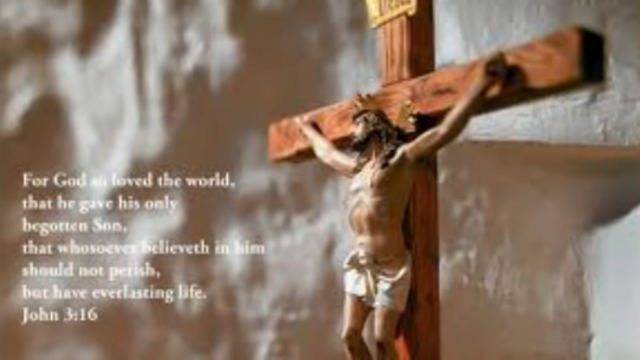 For God so loved the world,
that he gave his only
begotten Son,
that whosoever believeth in him
should not perish,
but have everlasting life.
John 3:16